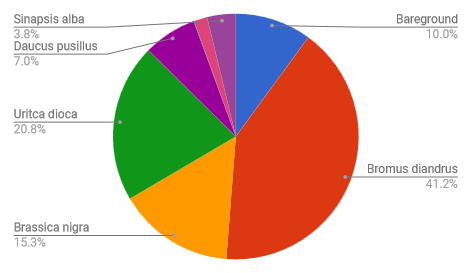 Sinapsis alba
3.8%
Daucus pusillus
7.0%
Uritca dioca
20.8%
Brassica nigra
15.3%
Bareground
10.0%
Bromus diandrus
41.2%